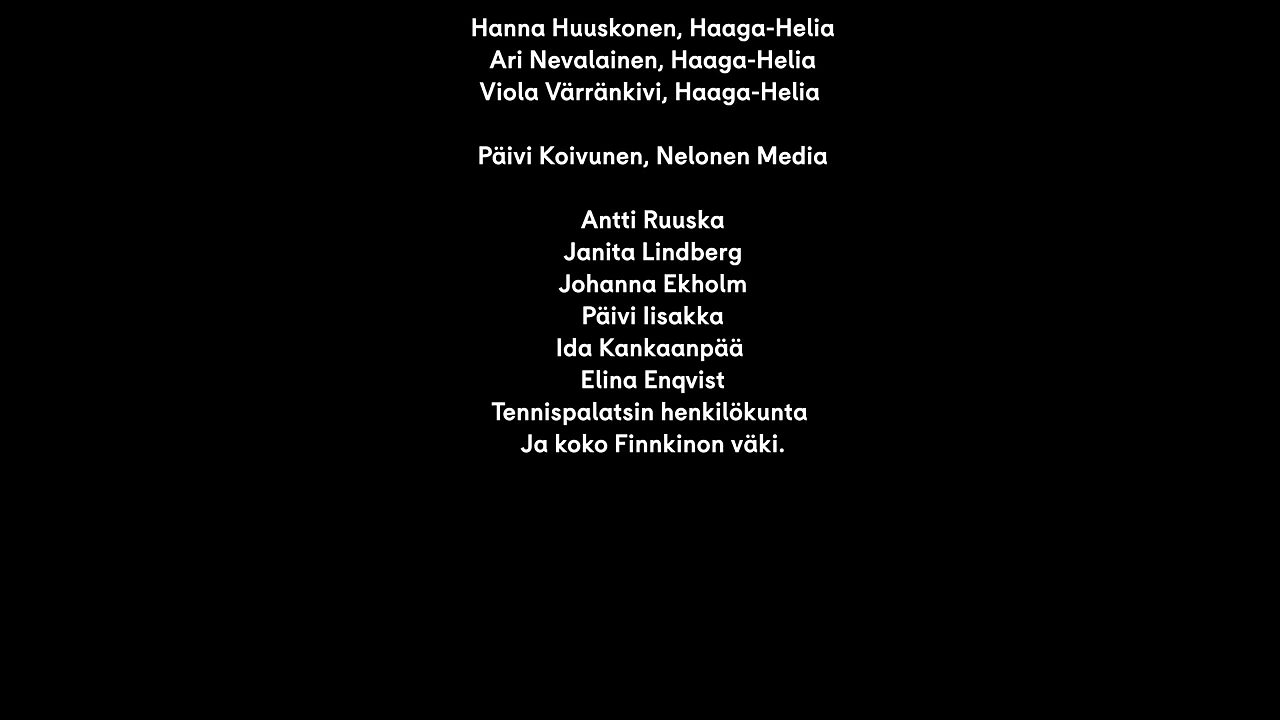 Hanna Huuskonen, Haaga-Helia
Ari Nevalainen, Haaga-Helia
Viola Värränkivi, Haaga-Helia
Päivi Koivunen, Nelonen Media
Antti Ruuska
Janita Lindberg
Johanna Ekholm
Päivi Iisakka
Ida Kankaanpää
Elina Enqvist
Tennispalatsin henkilökunta
Ja koko Finnkinon väki.